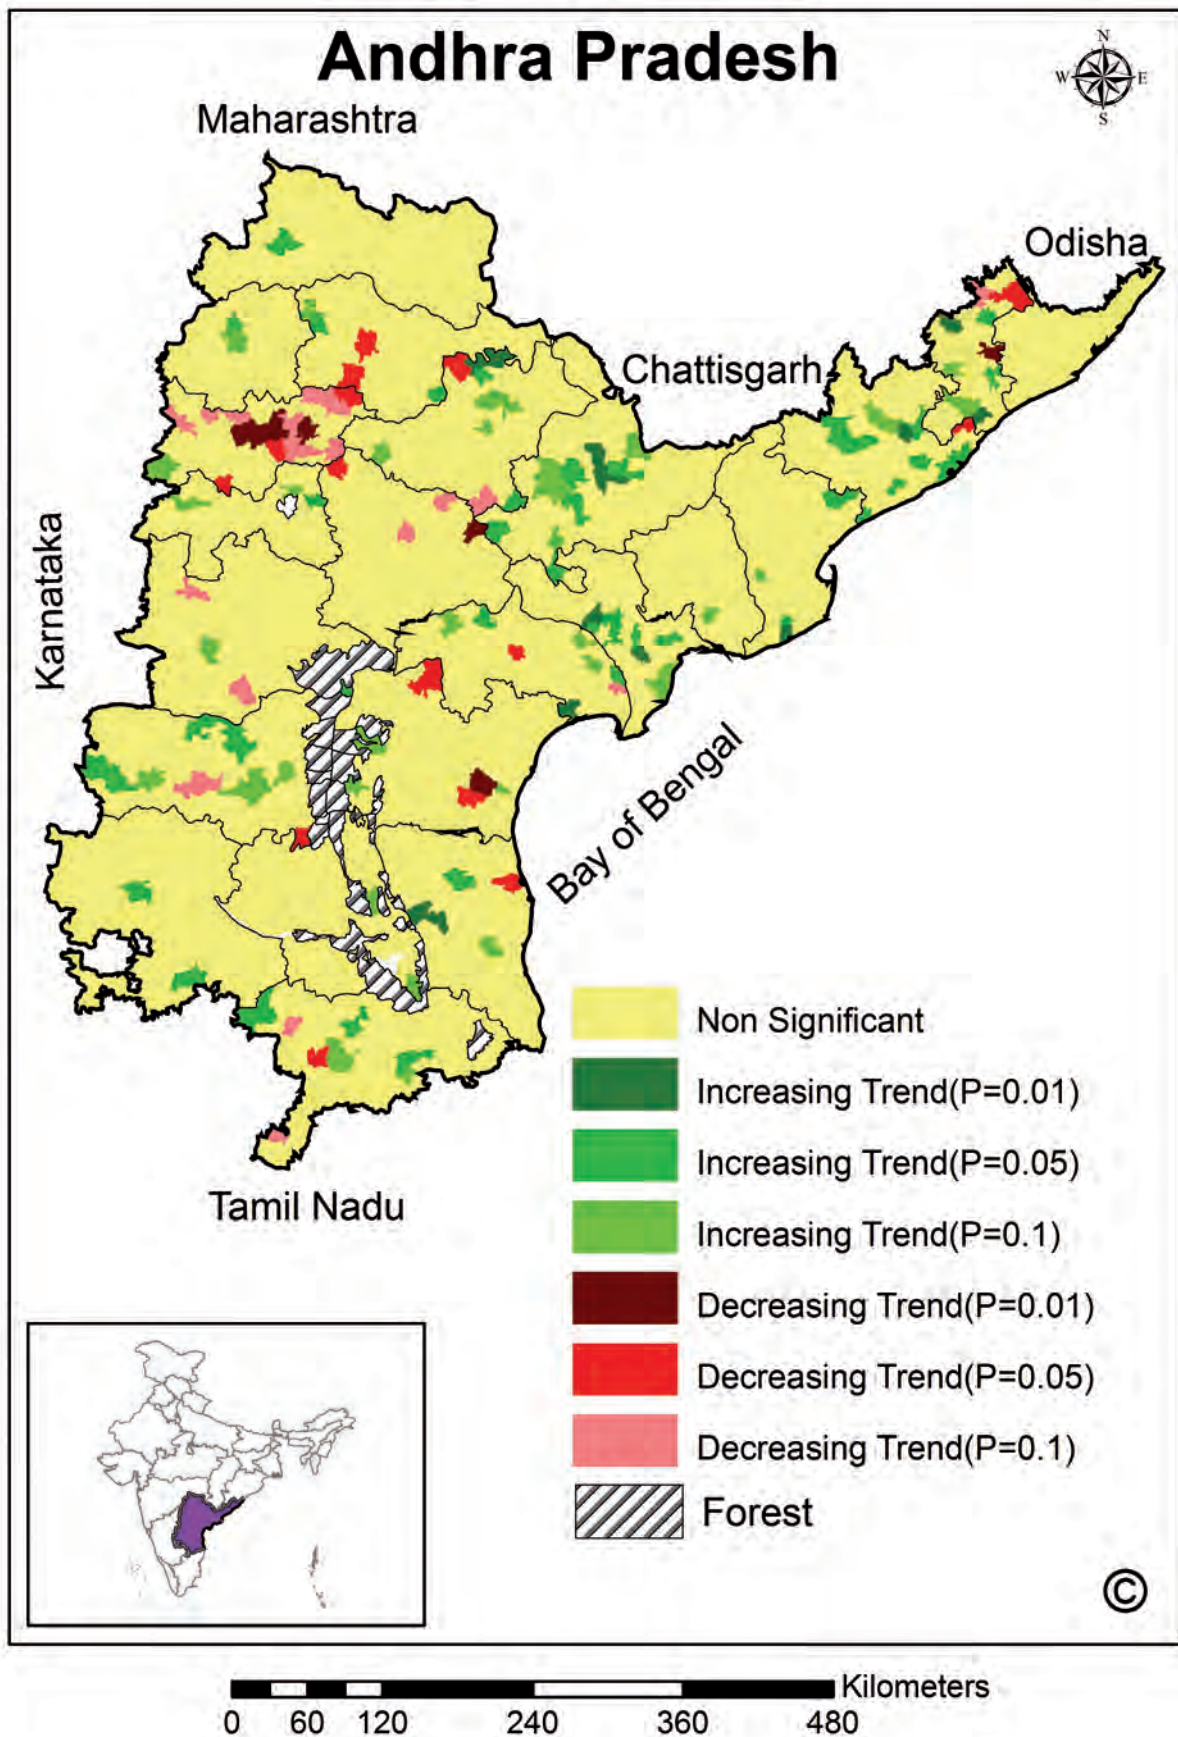 Andhra Pradesh
N
W E
S
Maharashtra
Odisha
Chattisgarh
Karnataka
Bay of Bengal
Tamil Nadu
Non Significant
Increasing Trend(P=0.01)
Increasing Trend(P=0.05)
Increasing Trend(P=0.1)
Decreasing Trend(P=0.01)
Decreasing Trend(P=0.05)
Decreasing Trend(P=0.1)
Forest
©
Kilometers
0 60 120 240 360 480